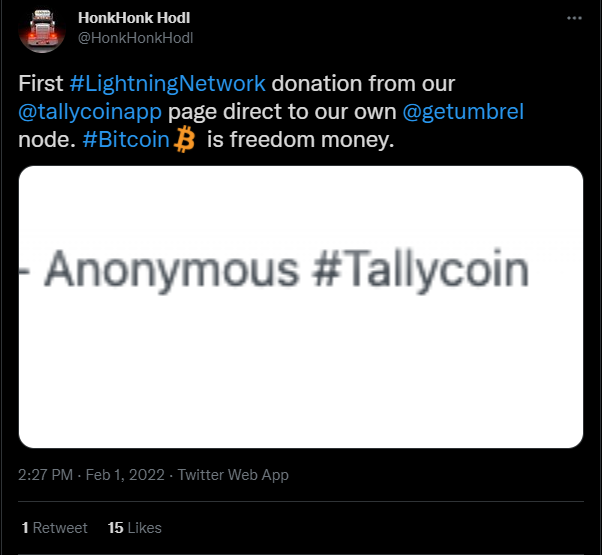 HonkHonk Hodl
@HonkHonkHodl
First #LightningNetwork donation from our
@tallycoinapp page direct to our own @getumbrel
node. #Bitcoin is freedom money.
- Anonymous #Tallycoin
2:27 PM · Feb 1, 2022 · Twitter Web App
1 Retweet 15 Likes